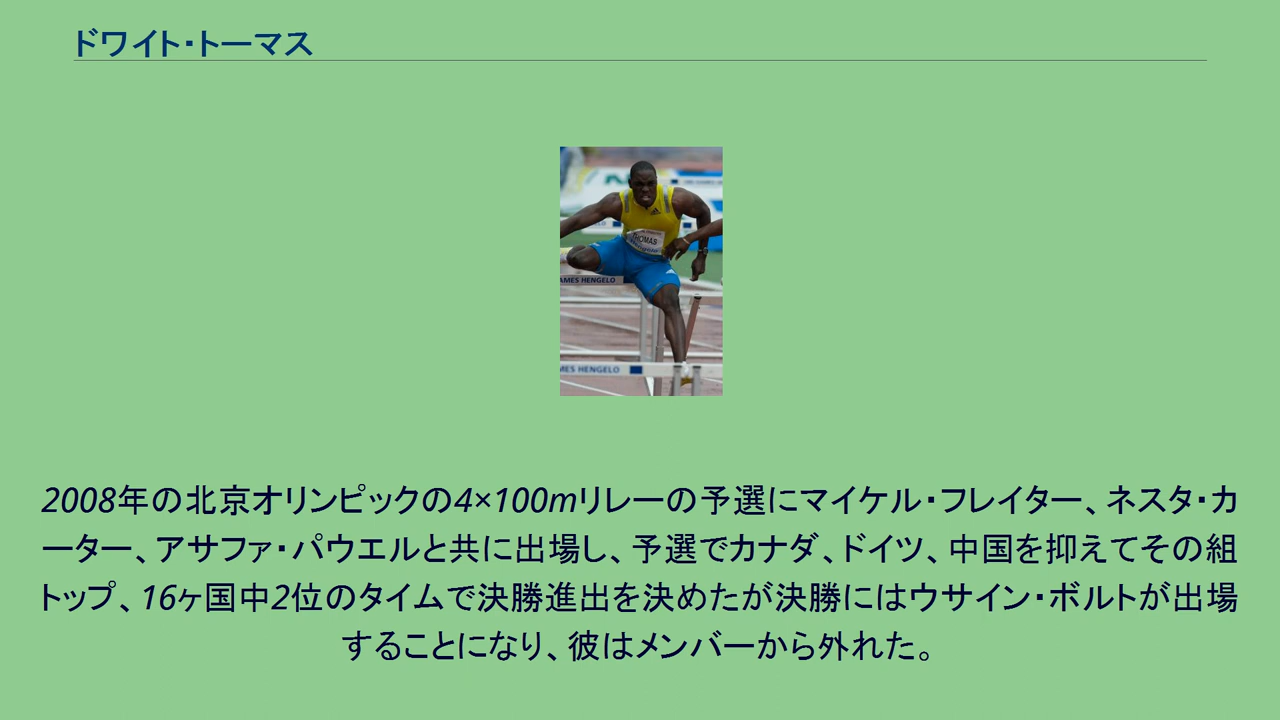 ドワイト・トーマス
THOMAS
AMES HENGELO
AMES HENGELO
2008年の北京オリンピックの4×100mリレーの予選にマイケル・フレイター、ネスタ・カ
ーター、アサファ・パウエルと共に出場し、予選でカナダ、ドイツ、中国を抑えてその組
トップ、16ヶ国中2位のタイムで決勝進出を決めたが決勝にはウサイン・ボルトが出場
することになり、彼はメンバーから外れた。